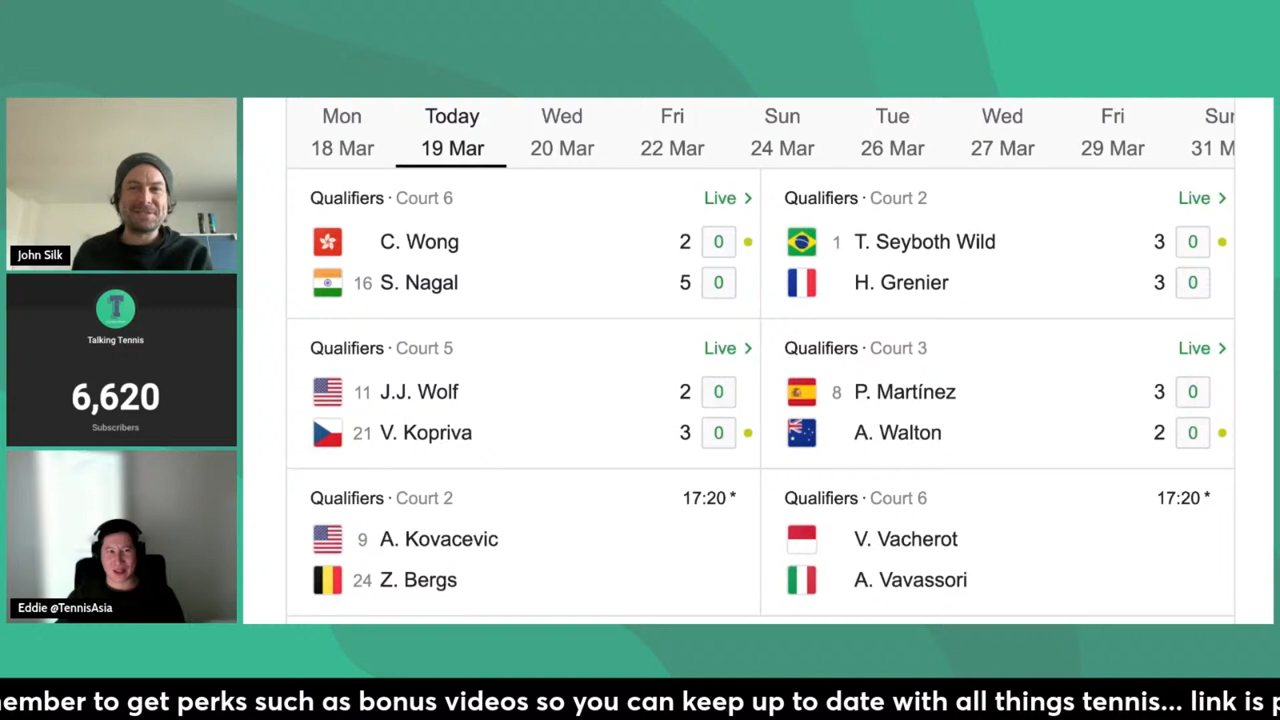 John Silk
Talking Tennis
6,620
Subscribers
Eddie @TennisAsia
Mon Today Wed Fri Sun Tue Wed Fri Sun
18 Mar 19 Mar 20 Mar 22 Mar 24 Mar 26 Mar 27 Mar 29 Mar 31 M
Qualifiers · Court 6 Live >
C. Wong 2 0
16 S. Nagal 5 0
Qualifiers · Court 2 Live >
1 T. Seyboth Wild 3 0
H. Grenier 3 0
Qualifiers · Court 5 Live >
11 J.J. Wolf 2 0
21 V. Kopriva 3 0
Qualifiers · Court 3 Live >
8 P. Martínez 3 0
A. Walton 2 0
Qualifiers · Court 2 17:20 *
9 A. Kovacevic
24 Z. Bergs
Qualifiers · Court 6 17:20 *
V. Vacherot
A. Vavassori
ember to get perks such as bonus videos so you can keep up to date with all things tennis... link is p